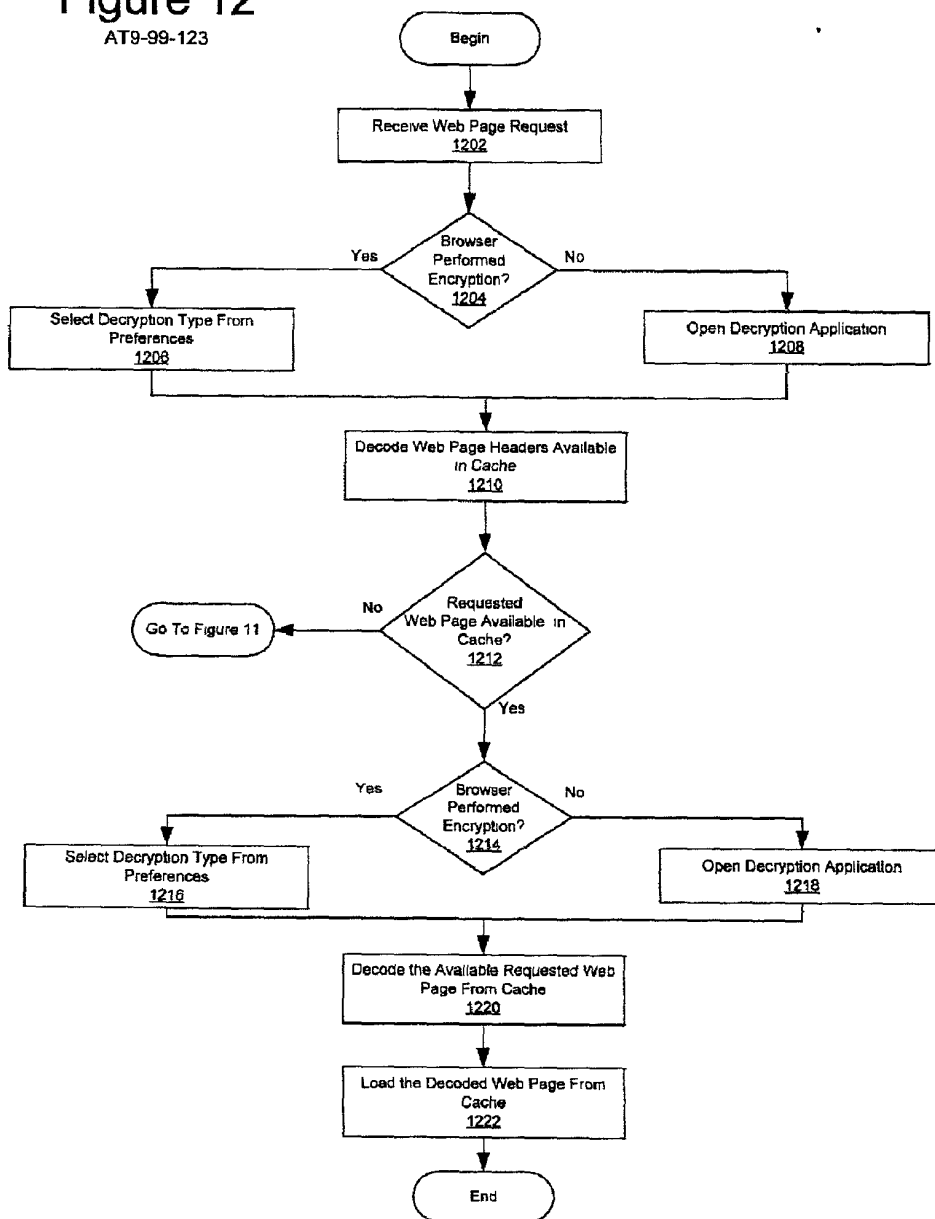 Figure 12
AT9-99-123
Begin
Receive Web Page Request
1202
Browser
Performed
Encryption?
1204
Yes
No
Select Decryption Type From
Preferences
1206
Open Decryption Application
1208
Decode Web Page Headers Available
in Cache
1210
Requested
Web Page Available in
Cache?
1212
No
Go To Figure 11
Yes
Browser
Performed
Encryption?
1214
Yes
No
Select Decryption Type From
Preferences
1216
Open Decryption Application
1218
Decode the Available Requested Web
Page From Cache
1220
Load the Decoded Web Page From
Cache
1222
End